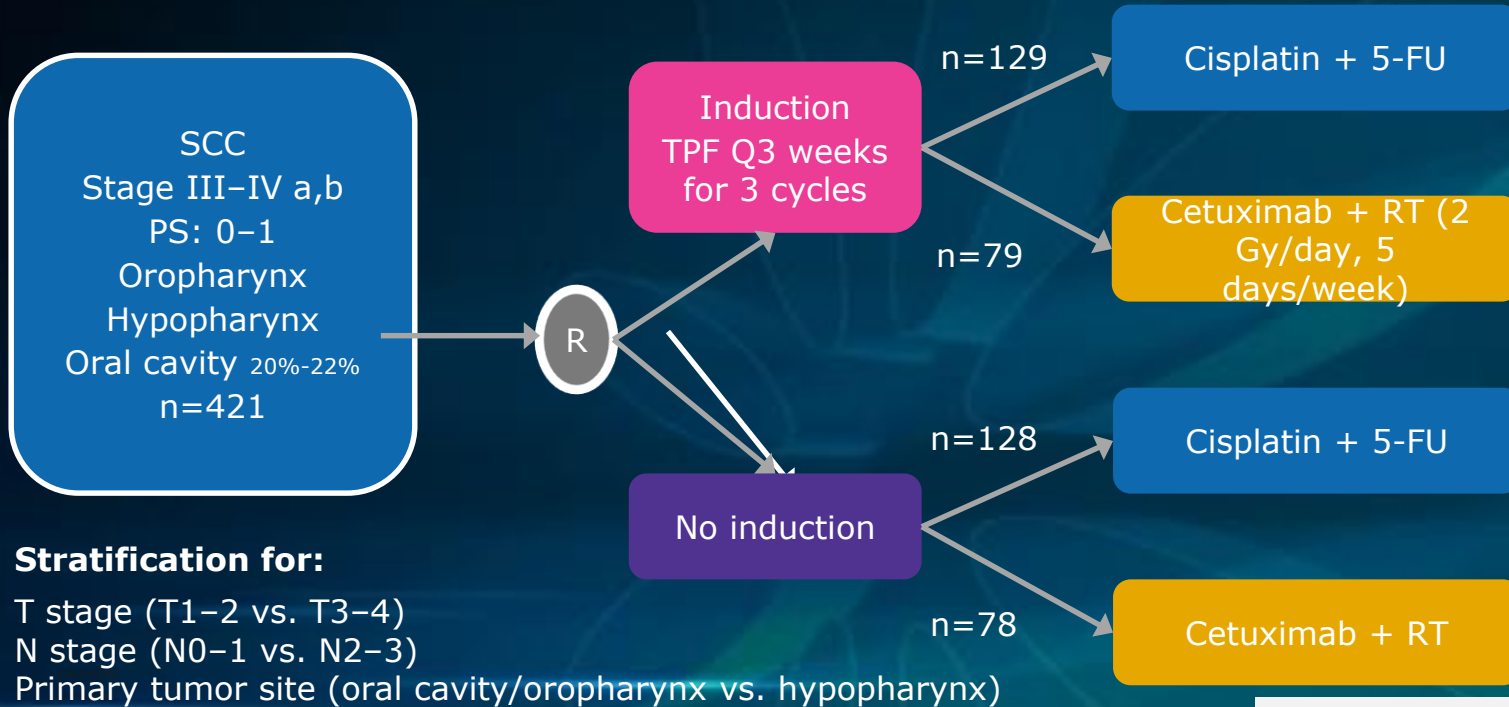 SCC
Stage III–IV a,b
PS: 0–1
Oropharynx
Hypopharynx
Oral cavity 20%-22%
n=421
R
Induction
TPF Q3 weeks
for 3 cycles
No induction
n=129
Cisplatin + 5-FU
n=79
Cetuximab + RT (2
Gy/day, 5
days/week)
n=128
Cisplatin + 5-FU
n=78
Cetuximab + RT
Stratification for:
T stage (T1–2 vs. T3–4)
N stage (N0–1 vs. N2–3)
Primary tumor site (oral cavity/oropharynx vs. hypopharynx)